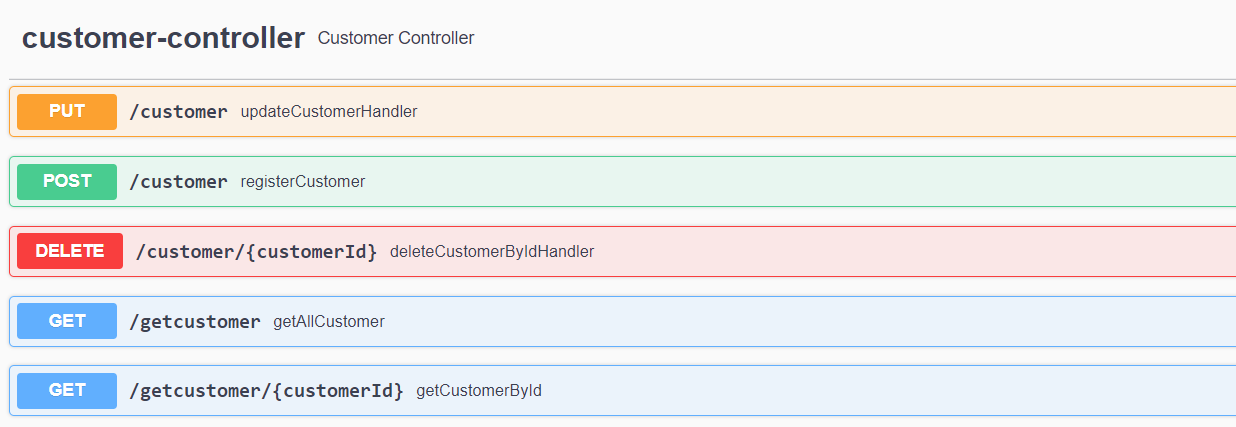 customer-controller Customer Controller
PUT /customer updateCustomerHandler
POST /customer registerCustomer
DELETE /customer/{customerId} deleteCustomerByIdHandler
GET /getcustomer getAllCustomer
GET /getcustomer/{customerId} getCustomerById